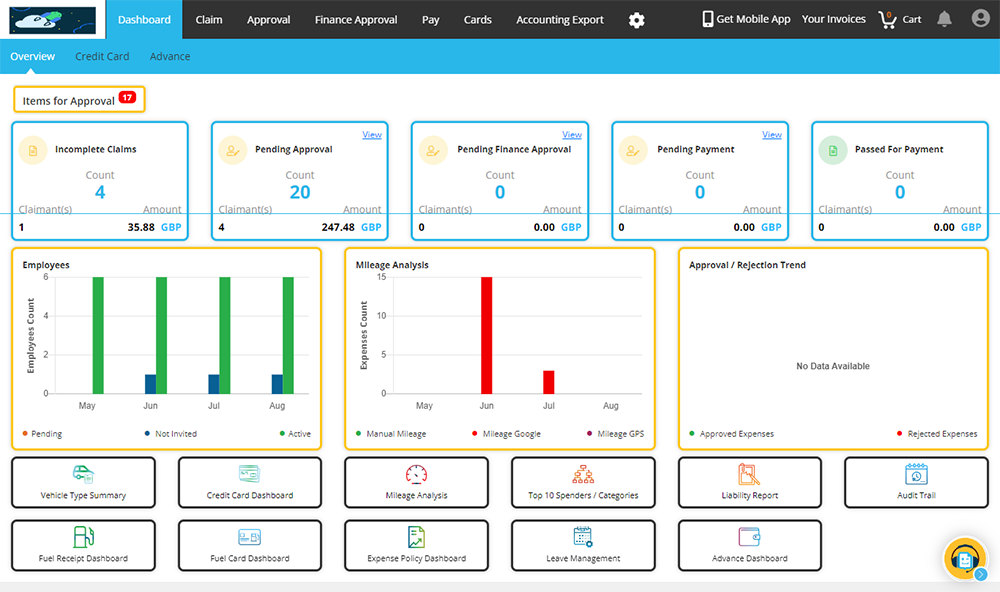 Dashboard Claim Approval Finance Approval Pay Cards Accounting Export Get Mobile App Your Invoices 0 Cart
Overview Credit Card Advance
Items for Approval 17
View View View
Incomplete Claims Pending Approval Pending Finance Approval Pending Payment Passed For Payment
Count Count Count Count Count
4 20 0 0 0
Claimant(s) Amount Claimant(s) Amount Claimant(s) Amount Claimant(s) Amount Claimant(s) Amount
1 35.88 GBP 4 247.48 GBP 0 0.00 GBP 0 0.00 GBP 0 0.00 GBP
Employees
6
4
2
0
Employees Count
May Jun Jul Aug
Pending Not Invited Active
Mileage Analysis
15
10
5
0
Expenses Count
May Jun Jul Aug
Manual Mileage Mileage Google Mileage GPS
Approval / Rejection Trend
No Data Available
Approved Expenses Rejected Expenses
Vehicle Type Summary Credit Card Dashboard Mileage Analysis Top 10 Spenders / Categories Liability Report Audit Trail
Fuel Receipt Dashboard Fuel Card Dashboard Expense Policy Dashboard Leave Management Advance Dashboard